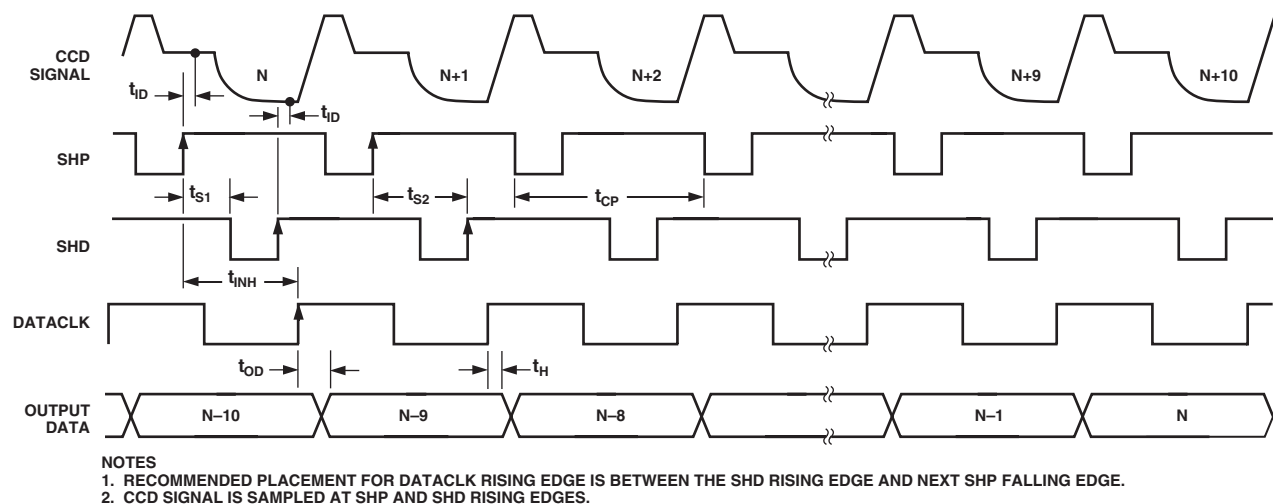 CCD
SIGNAL
N
N+1
N+2
N+9
N+10
tID
tID
SHP
tS1
tS2
tCP
SHD
tINH
DATACLK
tOD
tH
OUTPUT
DATA
N–10
N–9
N–8
N–1
N
NOTES
1. RECOMMENDED PLACEMENT FOR DATACLK RISING EDGE IS BETWEEN THE SHD RISING EDGE AND NEXT SHP FALLING EDGE.
2. CCD SIGNAL IS SAMPLED AT SHP AND SHD RISING EDGES.